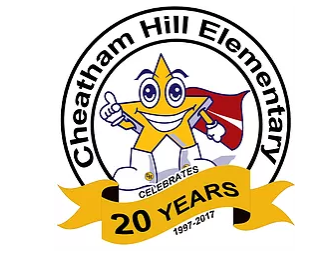 Cheatham Hill Elementary
CELEBRATES
20 YEARS
1997-2017